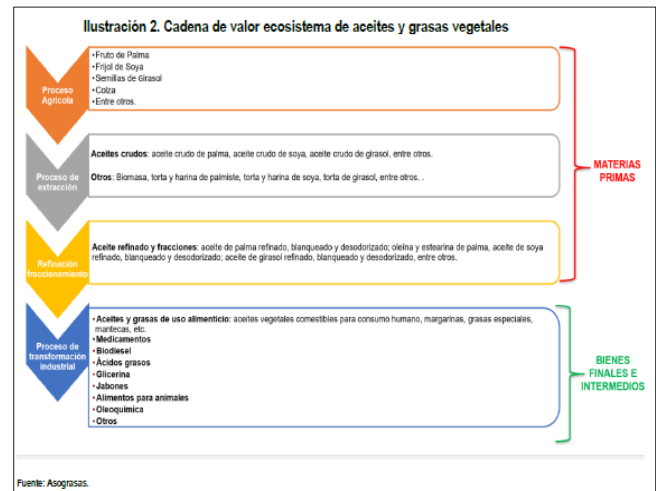 Ilustración 2. Cadena de valor ecosistema de aceites y grasas vegetales
Proceso
Agrícola
•Fruto de Palma
•Frijol de Soya
•Semillas de Girasol
•Colza
•Entre otros.
Proceso de
extracción
Aceites crudos: aceite crudo de palma, aceite crudo de soya, aceite crudo de girasol, entre otros.
Otros: Biomasa, torta y harina de palmiste, torta y harina de soya, torta de girasol, entre otros. .
Refinación
fraccionamiento
Aceite refinado y fracciones: aceite de palma refinado, blanqueado y desodorizado; oleína y estearina de palma, aceite de soya
refinado, blanqueado y desodorizado; aceite de girasol refinado, blanqueado y desodorizado, entre otros.
MATERIAS
PRIMAS
Proceso de
transformación
industrial
•Aceites y grasas de uso alimenticio: aceites vegetales comestibles para consumo humano, margarinas, grasas especiales,
mantecas, etc.
•Medicamentos
•Biodiesel
•Ácidos grasos
•Glicerina
•Jabones
•Alimentos para animales
•Oleoquímica
•Otros
BIENES
FINALES E
INTERMEDIOS
Fuente: Asograsas.